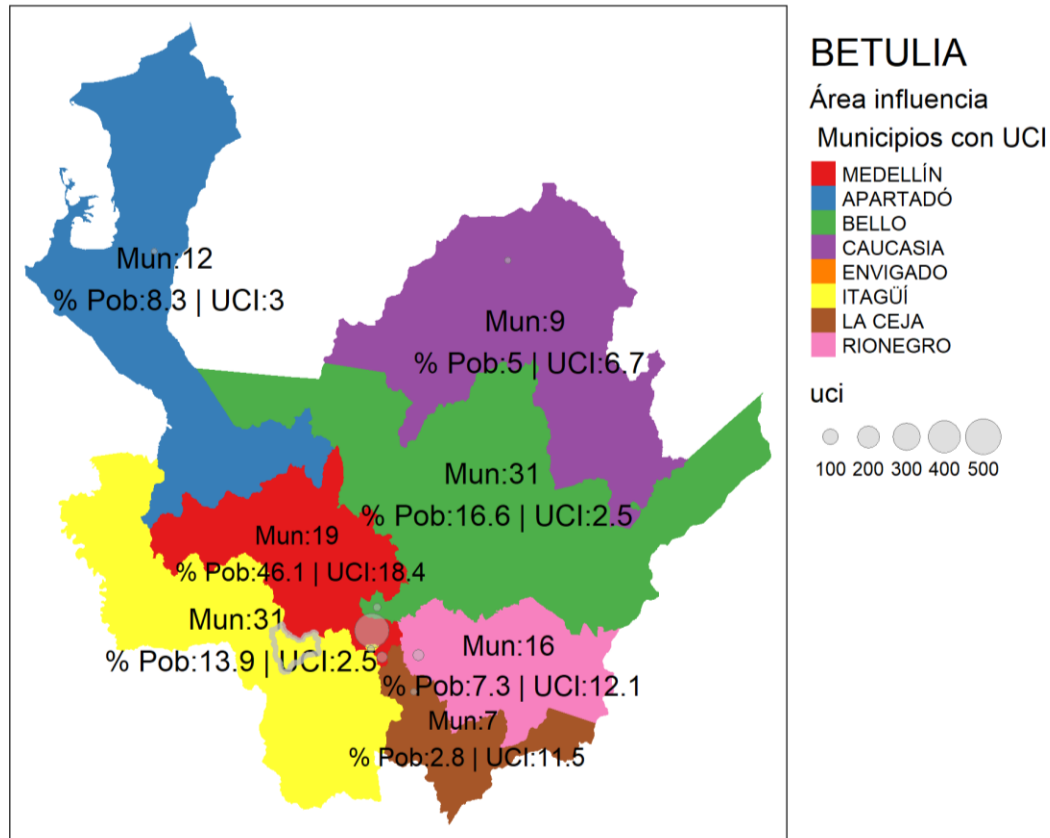 Mun:12
% Pob:8.3 | UCI:3
Mun:9
% Pob:5 | UCI:6.7
Mun:31
% Pob:16.6 | UCI:2.5
Mun:19
% Pob:46.1 | UCI:18.4
Mun:31
% Pob:13.9 | UCI:2.5
Mun:16
% Pob:7.3 | UCI:12.1
Mun:7
% Pob:2.8 | UCI:11.5
BETULIA
Área influencia
Municipios con UCI
MEDELLÍN
APARTADÓ
BELLO
CAUCASIA
ENVIGADO
ITAGÜÍ
LA CEJA
RIONEGRO
uci
100 200 300 400 500